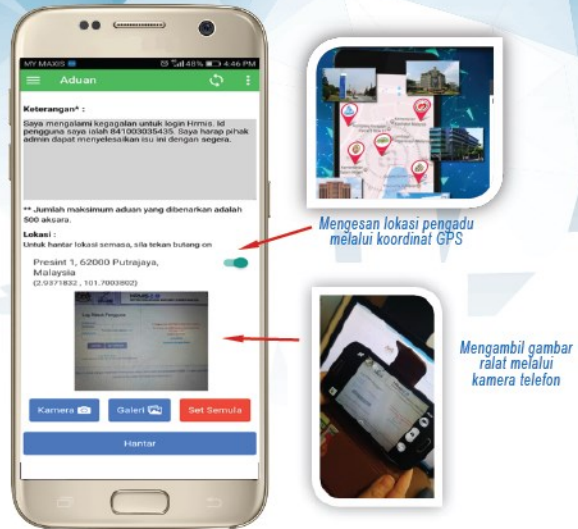 MY MAXIS
48% 4:46 PM
Aduan
Keterangan* :
Saya mengalami kegagalan untuk login Hrmis. Id
pengguna saya ialah 841003035435. Saya harap pihak
admin dapat menyelesaikan isu ini dengan segera.
** Jumlah maksimum aduan yang dibenarkan adalah
500 aksara.
Lokasi :
Untuk hantar lokasi semasa, sila tekan butang on
Presint 1, 62000 Putrajaya,
Malaysia
(2.9371832., 101.7003802)
Kamera
Galeri
Set Semula
Hantar
Mengesan lokasi pengadu
melalui koordinat GPS
Mengambil gambar
ralat melalui
kamera telefon